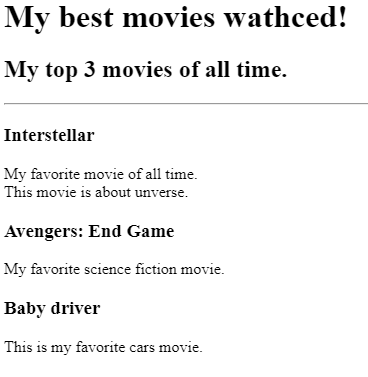 My best movies wathced!
My top 3 movies of all time.
Interstellar
My favorite movie of all time.
This movie is about unverse.
Avengers: End Game
My favorite science fiction movie.
Baby driver
This is my favorite cars movie.